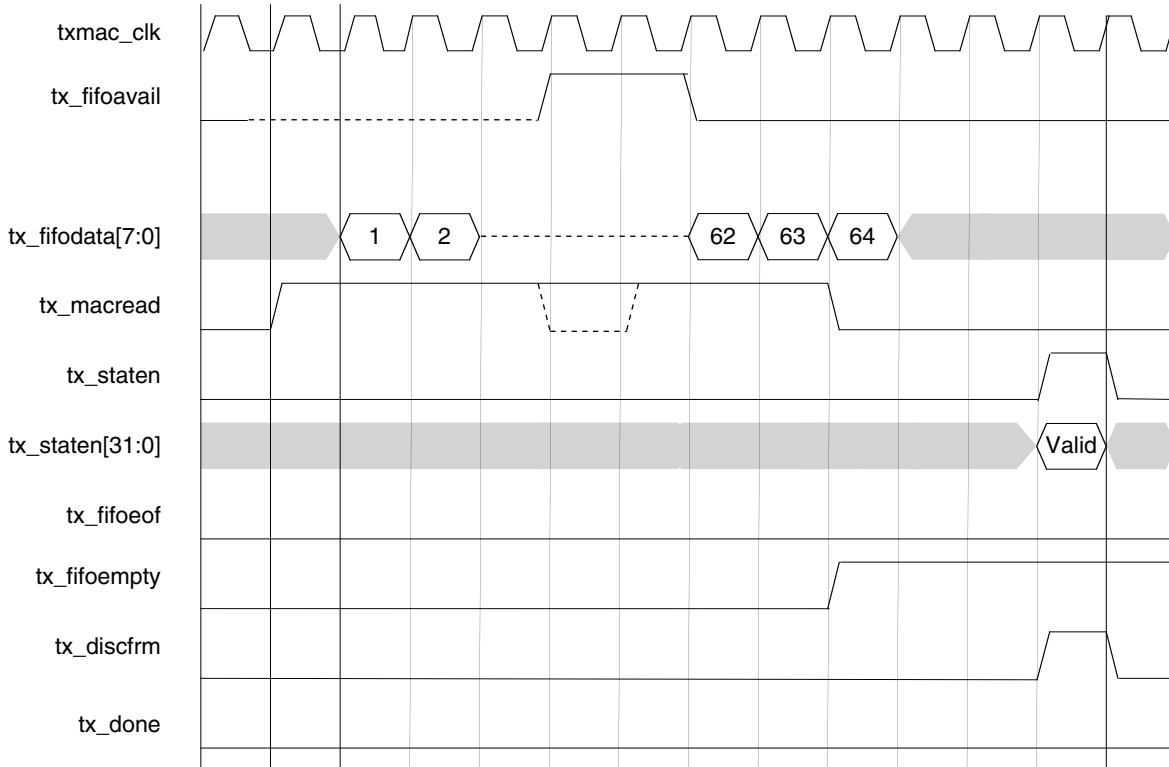 txmac_clk
tx_fifoavail
tx_fifodata[7:0] 1 2 62 63 64
tx_macread
tx_staten
tx_staten[31:0] Valid
tx_fifoeof
tx_fifoempty
tx_discfrm
tx_done